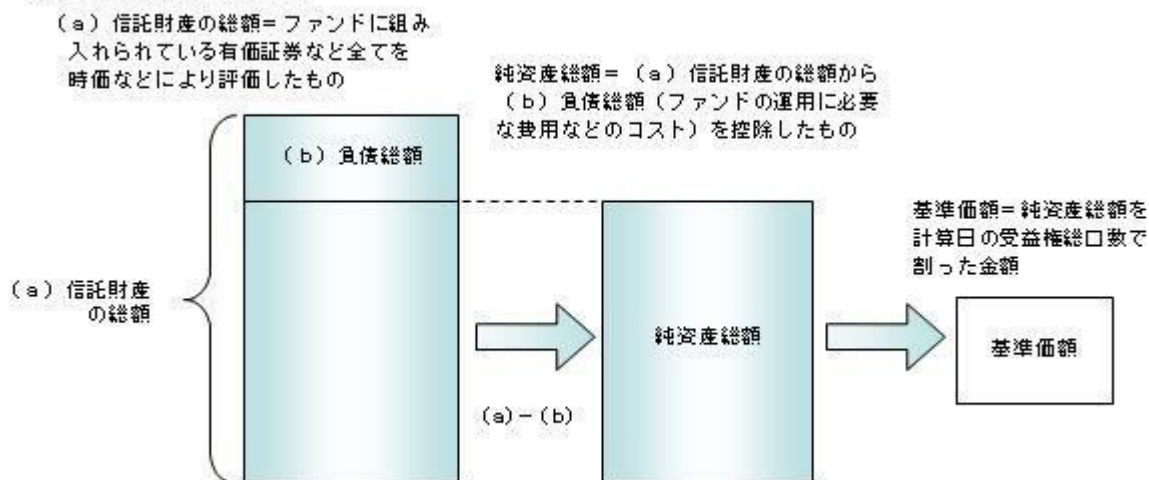 (a)信託財産の総額=ファンドに組み
入れられている有価証券など全てを
時価などにより評価したもの
純資産総額=(a)信託財産の総額から
(b)負債総額(ファンドの運用に必要
な費用などのコスト)を控除したもの
(b)負債総額
基準価額=純資産総額を
計算日の受益権総口数で
割った金額
(a)信託財産
の総額
純資産総額
基準価額
(a)-(b)